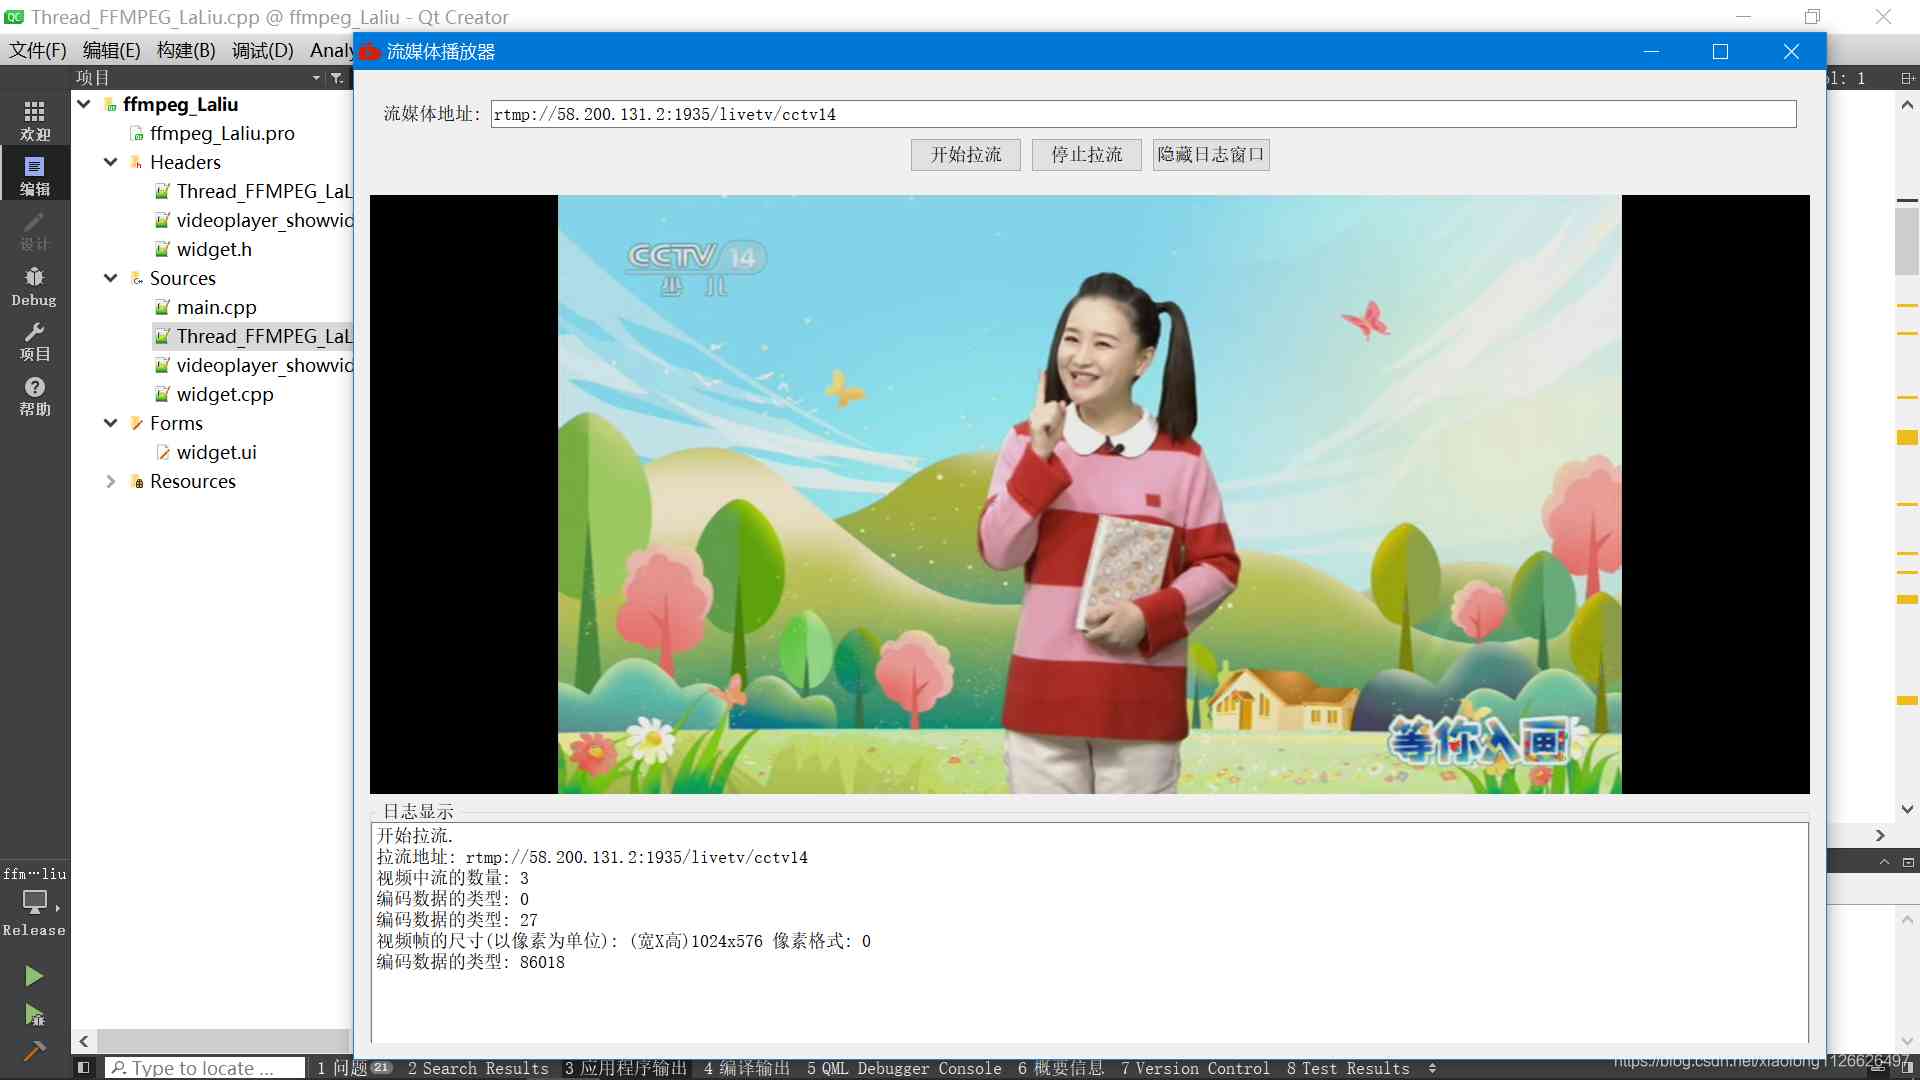 Thread_FFMPEG_LaLiu.cpp @ ffmpeg_Laliu - Qt Creator
文件(F) 编辑(E) 构建(B) 调试(D) Analy
流媒体播放器
项目
ol: 1
欢迎
编辑
设计
Debug
项目
帮助
ffmpeg_Laliu
ffmpeg_Laliu.pro
Headers
Thread_FFMPEG_LaL
videoplayer_showvid
widget.h
Sources
main.cpp
Thread_FFMPEG_LaL
videoplayer_showvid
widget.cpp
Forms
widget.ui
Resources
流媒体地址: rtmp://58.200.131.2:1935/livetv/cctv14
开始拉流 停止拉流 隐藏日志窗口
CCTV 14
少儿
等你入画
日志显示
开始拉流.
拉流地址: rtmp://58.200.131.2:1935/livetv/cctv14
视频中流的数量: 3
编码数据的类型: 0
编码数据的类型: 27
视频帧的尺寸(以像素为单位): (宽X高)1024x576 像素格式: 0
编码数据的类型: 86018
ffm···liu
Release
Type to locate ...
1 问题 21 2 Search Results 3 应用程序输出 4 编译输出 5 QML Debugger Console 6 概要信息 7 Version Control 8 Test Results
https://blog.csdn.net/xiaolong1126626497